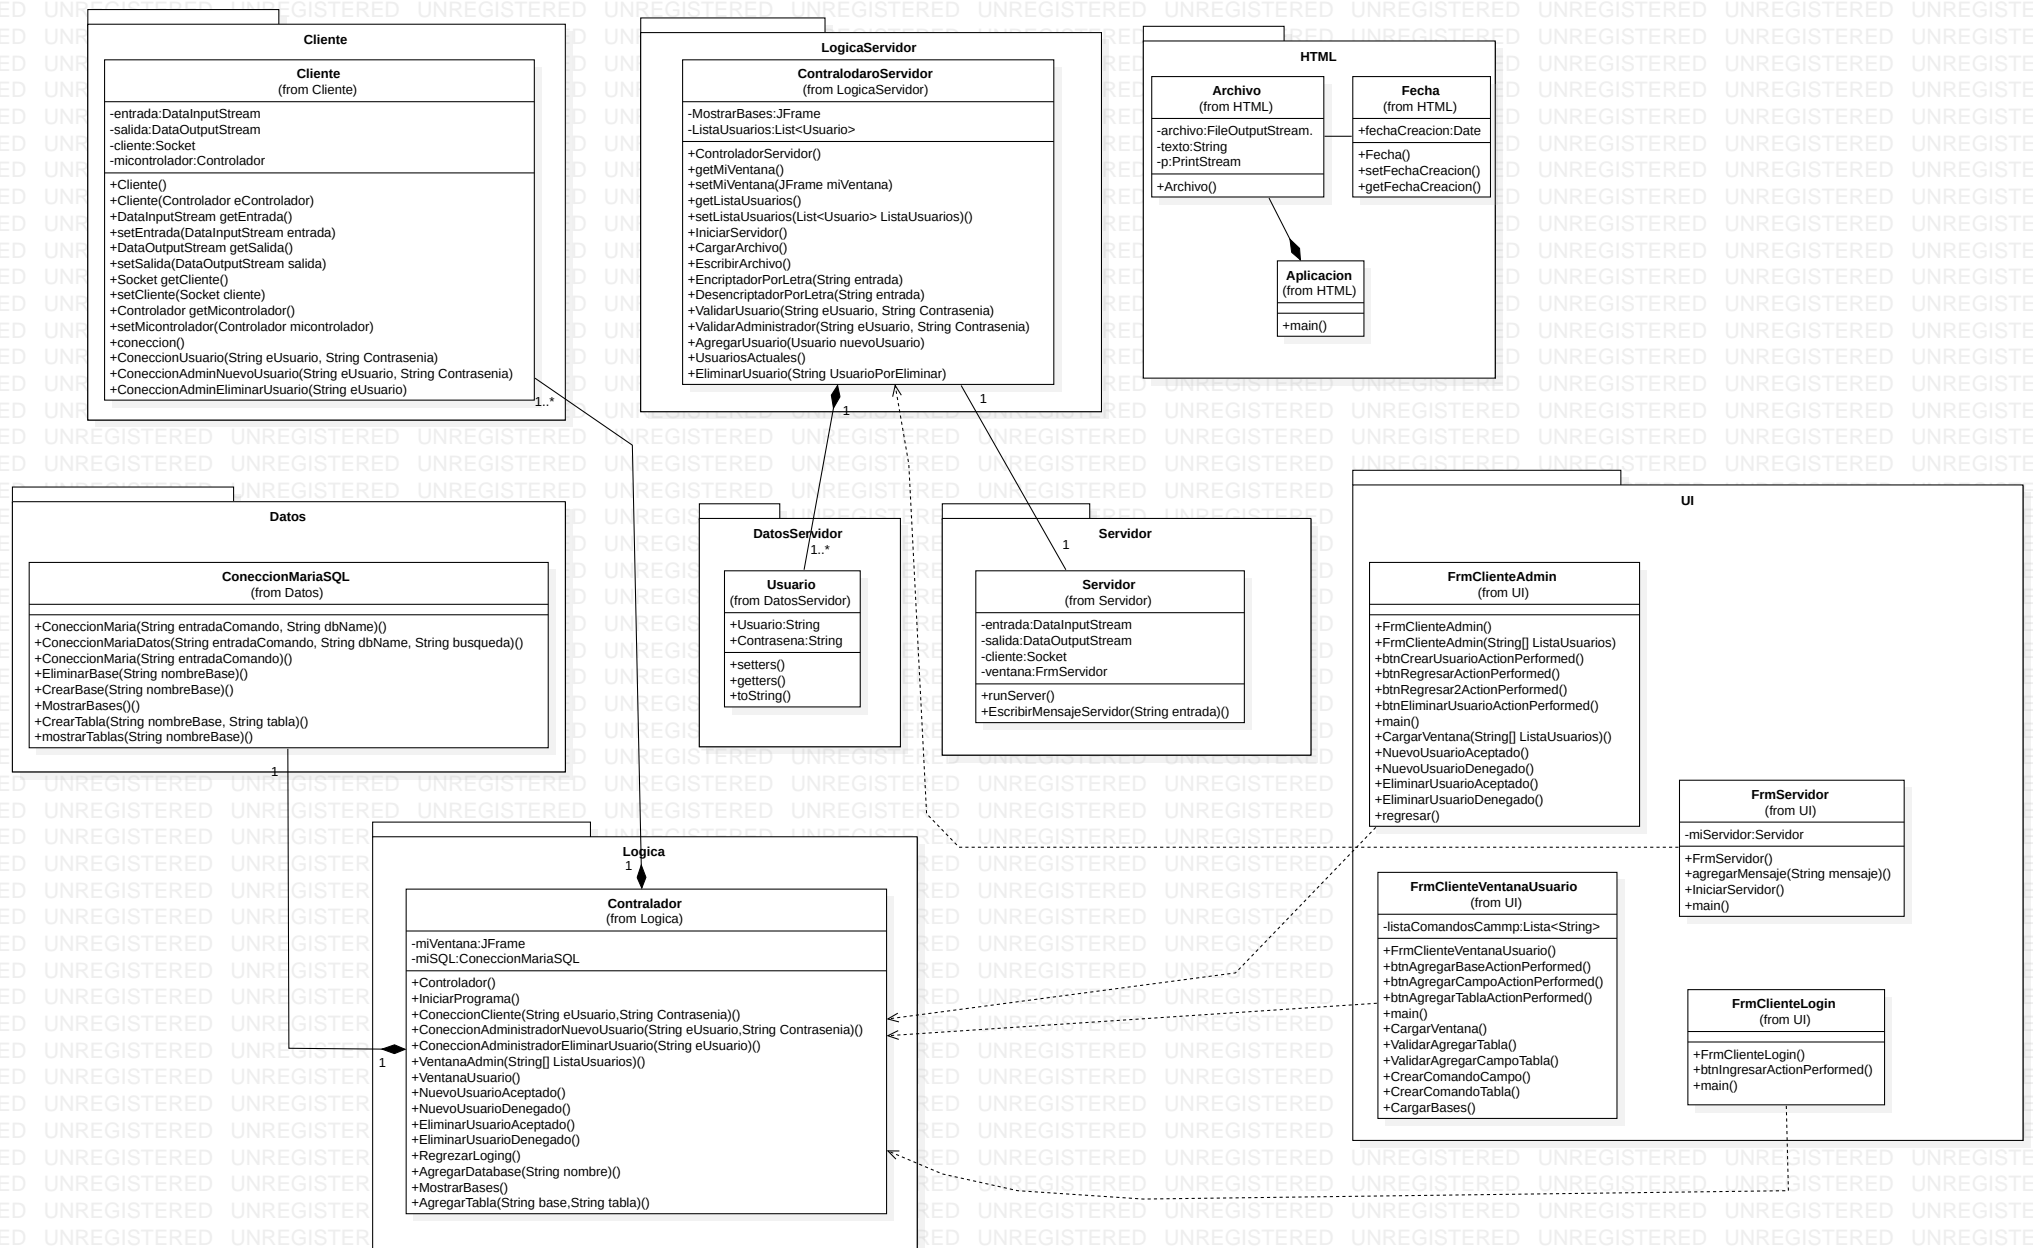 Cliente
Cliente
(from Cliente)
-entrada:DataInputStream
-salida:DataOutputStream
-cliente:Socket
-micontrolador:Controlador
+Cliente()
+Cliente(Controlador eControlador)
+DataInputStream getEntrada()
+setEntrada(DataInputStream entrada)
+DataOutputStream getSalida()
+setSalida(DataOutputStream salida)
+Socket getCliente()
+setCliente(Socket cliente)
+Controlador getMicontrolador()
+setMicontrolador(Controlador micontrolador)
+coneccion()
+ConeccionUsuario(String eUsuario, String Contrasenia)
+ConeccionAdminNuevoUsuario(String eUsuario, String Contrasenia)
+ConeccionAdminEliminarUsuario(String eUsuario)
1..*
LogicaServidor
ContralodaroServidor
(from LogicaServidor)
-MostrarBases:JFrame
-ListaUsuarios:List<Usuario>
+ControladorServidor()
+getMiVentana()
+setMiVentana(JFrame miVentana)
+getListaUsuarios()
+setListaUsuarios(List<Usuario> ListaUsuarios)()
+IniciarServidor()
+CargarArchivo()
+EscribirArchivo()
+EncriptadorPorLetra(String entrada)
+DesencriptadorPorLetra(String entrada)
+ValidarUsuario(String eUsuario, String Contrasenia)
+ValidarAdministrador(String eUsuario, String Contrasenia)
+AgregarUsuario(Usuario nuevoUsuario)
+UsuariosActuales()
+EliminarUsuario(String UsuarioPorEliminar)
1
1
HTML
Archivo
(from HTML)
-archivo:FileOutputStream.
-texto:String
-p:PrintStream
+Archivo()
Fecha
(from HTML)
+fechaCreacion:Date
+Fecha()
+setFechaCreacion()
+getFechaCreacion()
Aplicacion
(from HTML)
+main()
Datos
ConeccionMariaSQL
(from Datos)
+ConeccionMaria(String entradaComando, String dbName)()
+ConeccionMariaDatos(String entradaComando, String dbName, String busqueda)()
+ConeccionMaria(String entradaComando)()
+EliminarBase(String nombreBase)()
+CrearBase(String nombreBase)()
+MostrarBases()()
+CrearTabla(String nombreBase, String tabla)()
+mostrarTablas(String nombreBase)()
1
DatosServidor
1..*
Usuario
(from DatosServidor)
+Usuario:String
+Contrasena:String
+setters()
+getters()
+toString()
Servidor
1
Servidor
(from Servidor)
-entrada:DataInputStream
-salida:DataOutputStream
-cliente:Socket
-ventana:FrmServidor
+runServer()
+EscribirMensajeServidor(String entrada)()
UI
FrmClienteAdmin
(from UI)
+FrmClienteAdmin()
+FrmClienteAdmin(String[] ListaUsuarios)
+btnCrearUsuarioActionPerformed()
+btnRegresarActionPerformed()
+btnRegresar2ActionPerformed()
+btnEliminarUsuarioActionPerformed()
+main()
+CargarVentana(String[] ListaUsuarios)()
+NuevoUsuarioAceptado()
+NuevoUsuarioDenegado()
+EliminarUsuarioAceptado()
+EliminarUsuarioDenegado()
+regresar()
FrmServidor
(from UI)
-miServidor:Servidor
+FrmServidor()
+agregarMensaje(String mensaje)()
+IniciarServidor()
+main()
FrmClienteVentanaUsuario
(from UI)
-listaComandosCammp:Lista<String>
+FrmClienteVentanaUsuario()
+btnAgregarBaseActionPerformed()
+btnAgregarCampoActionPerformed()
+btnAgregarTablaActionPerformed()
+main()
+CargarVentana()
+ValidarAgregarTabla()
+ValidarAgregarCampoTabla()
+CrearComandoCampo()
+CrearComandoTabla()
+CargarBases()
FrmClienteLogin
(from UI)
+FrmClienteLogin()
+btnIngresarActionPerformed()
+main()
Logica
1
Contralador
(from Logica)
-miVentana:JFrame
-miSQL:ConeccionMariaSQL
+Controlador()
+IniciarPrograma()
+ConeccionCliente(String eUsuario,String Contrasenia)()
+ConeccionAdministradorNuevoUsuario(String eUsuario,String Contrasenia)()
+ConeccionAdministradorEliminarUsuario(String eUsuario)()
+VentanaAdmin(String[] ListaUsuarios)()
+VentanaUsuario()
+NuevoUsuarioAceptado()
+NuevoUsuarioDenegado()
+EliminarUsuarioAceptado()
+EliminarUsuarioDenegado()
+RegrezarLoging()
+AgregarDatabase(String nombre)()
+MostrarBases()
+AgregarTabla(String base,String tabla)()
1
UNREGISTERED